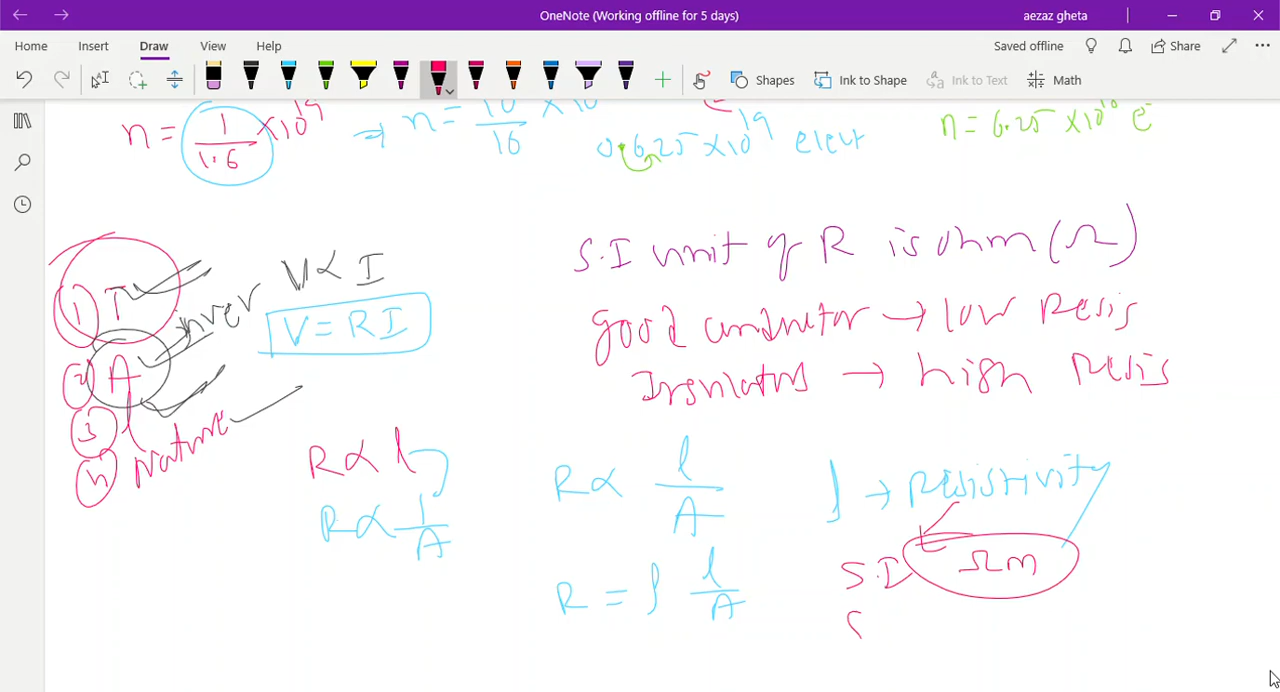 OneNote (Working offline for 5 days)
aezaz gheta
Home Insert Draw View Help
Saved offline Share
Shapes Ink to Shape Ink to Text Math
n = 1/1.6 × 10^19 ⇒ n = 10/16 × 10
0.625 × 10^19 elect
n = 6.25 × 10^18 e
① T
② A inver
③ l
④ Nature
V ∝ I
V = RI
S.I unit of R is ohm (Ω)
good conductor → low Resis
Insulators → high Resis
R ∝ l
R ∝ 1/A
R ∝ l/A
R = ρ l/A
ρ → Resistivity
S.I Ωm